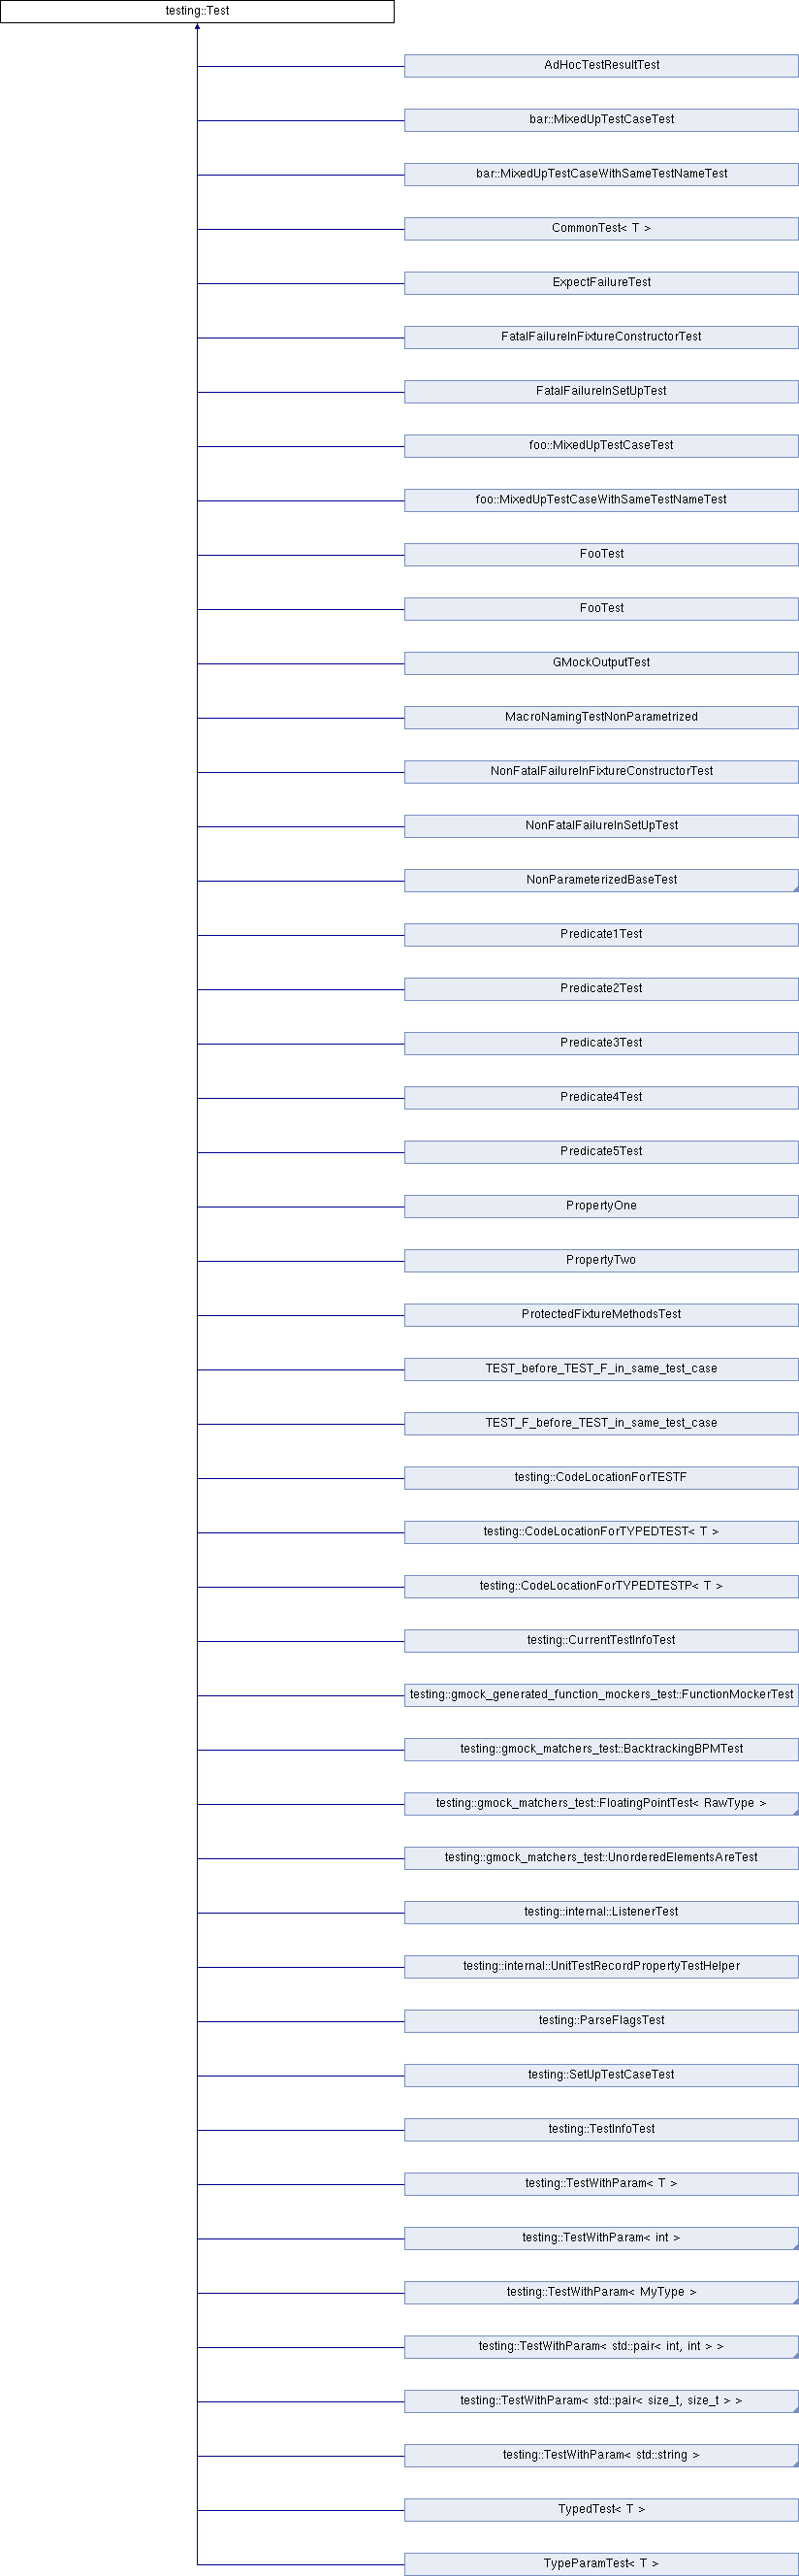 testing::Test
AdHocTestResultTest
bar::MixedUpTestCaseTest
bar::MixedUpTestCaseWithSameTestNameTest
CommonTest< T >
ExpectFailureTest
FatalFailureInFixtureConstructorTest
FatalFailureInSetUpTest
foo::MixedUpTestCaseTest
foo::MixedUpTestCaseWithSameTestNameTest
FooTest
FooTest
GMockOutputTest
MacroNamingTestNonParametrized
NonFatalFailureInFixtureConstructorTest
NonFatalFailureInSetUpTest
NonParameterizedBaseTest
Predicate1Test
Predicate2Test
Predicate3Test
Predicate4Test
Predicate5Test
PropertyOne
PropertyTwo
ProtectedFixtureMethodsTest
TEST_before_TEST_F_in_same_test_case
TEST_F_before_TEST_in_same_test_case
testing::CodeLocationForTESTF
testing::CodeLocationForTYPEDTEST< T >
testing::CodeLocationForTYPEDTESTP< T >
testing::CurrentTestInfoTest
testing::gmock_generated_function_mockers_test::FunctionMockerTest
testing::gmock_matchers_test::BacktrackingBPMTest
testing::gmock_matchers_test::FloatingPointTest< RawType >
testing::gmock_matchers_test::UnorderedElementsAreTest
testing::internal::ListenerTest
testing::internal::UnitTestRecordPropertyTestHelper
testing::ParseFlagsTest
testing::SetUpTestCaseTest
testing::TestInfoTest
testing::TestWithParam< T >
testing::TestWithParam< int >
testing::TestWithParam< MyType >
testing::TestWithParam< std::pair< int, int > >
testing::TestWithParam< std::pair< size_t, size_t > >
testing::TestWithParam< std::string >
TypedTest< T >
TypeParamTest< T >